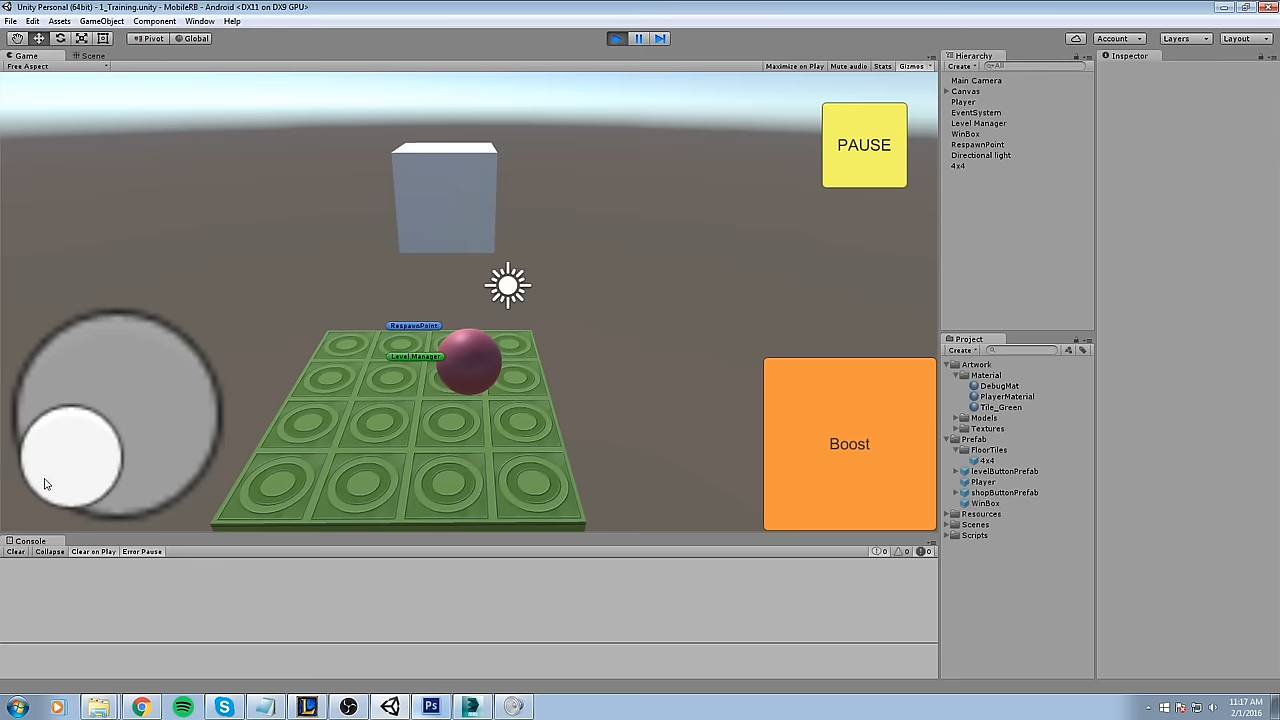 Unity Personal (64bit) - 1_Training.unity - MobileRB - Android <DX11 on DX9 GPU>
File Edit Assets GameObject Component Window Help
Pivot Global Account Layers Layout
Game Scene
Free Aspect Maximize on Play Mute audio Stats Gizmos
PAUSE
RespawnPoint
Level Manager
Boost
Hierarchy
Create All
Main Camera
Canvas
Player
EventSystem
Level Manager
WinBox
RespawnPoint
Directional light
4x4
Inspector
Project
Create
Artwork
Material
DebugMat
PlayerMaterial
Tile_Green
Models
Textures
Prefab
FloorTiles
4x4
levelButtonPrefab
Player
shopButtonPrefab
WinBox
Resources
Scenes
Scripts
Console
Clear Collapse Clear on Play Error Pause 0 0 0
Ps
11:17 AM
2/1/2016